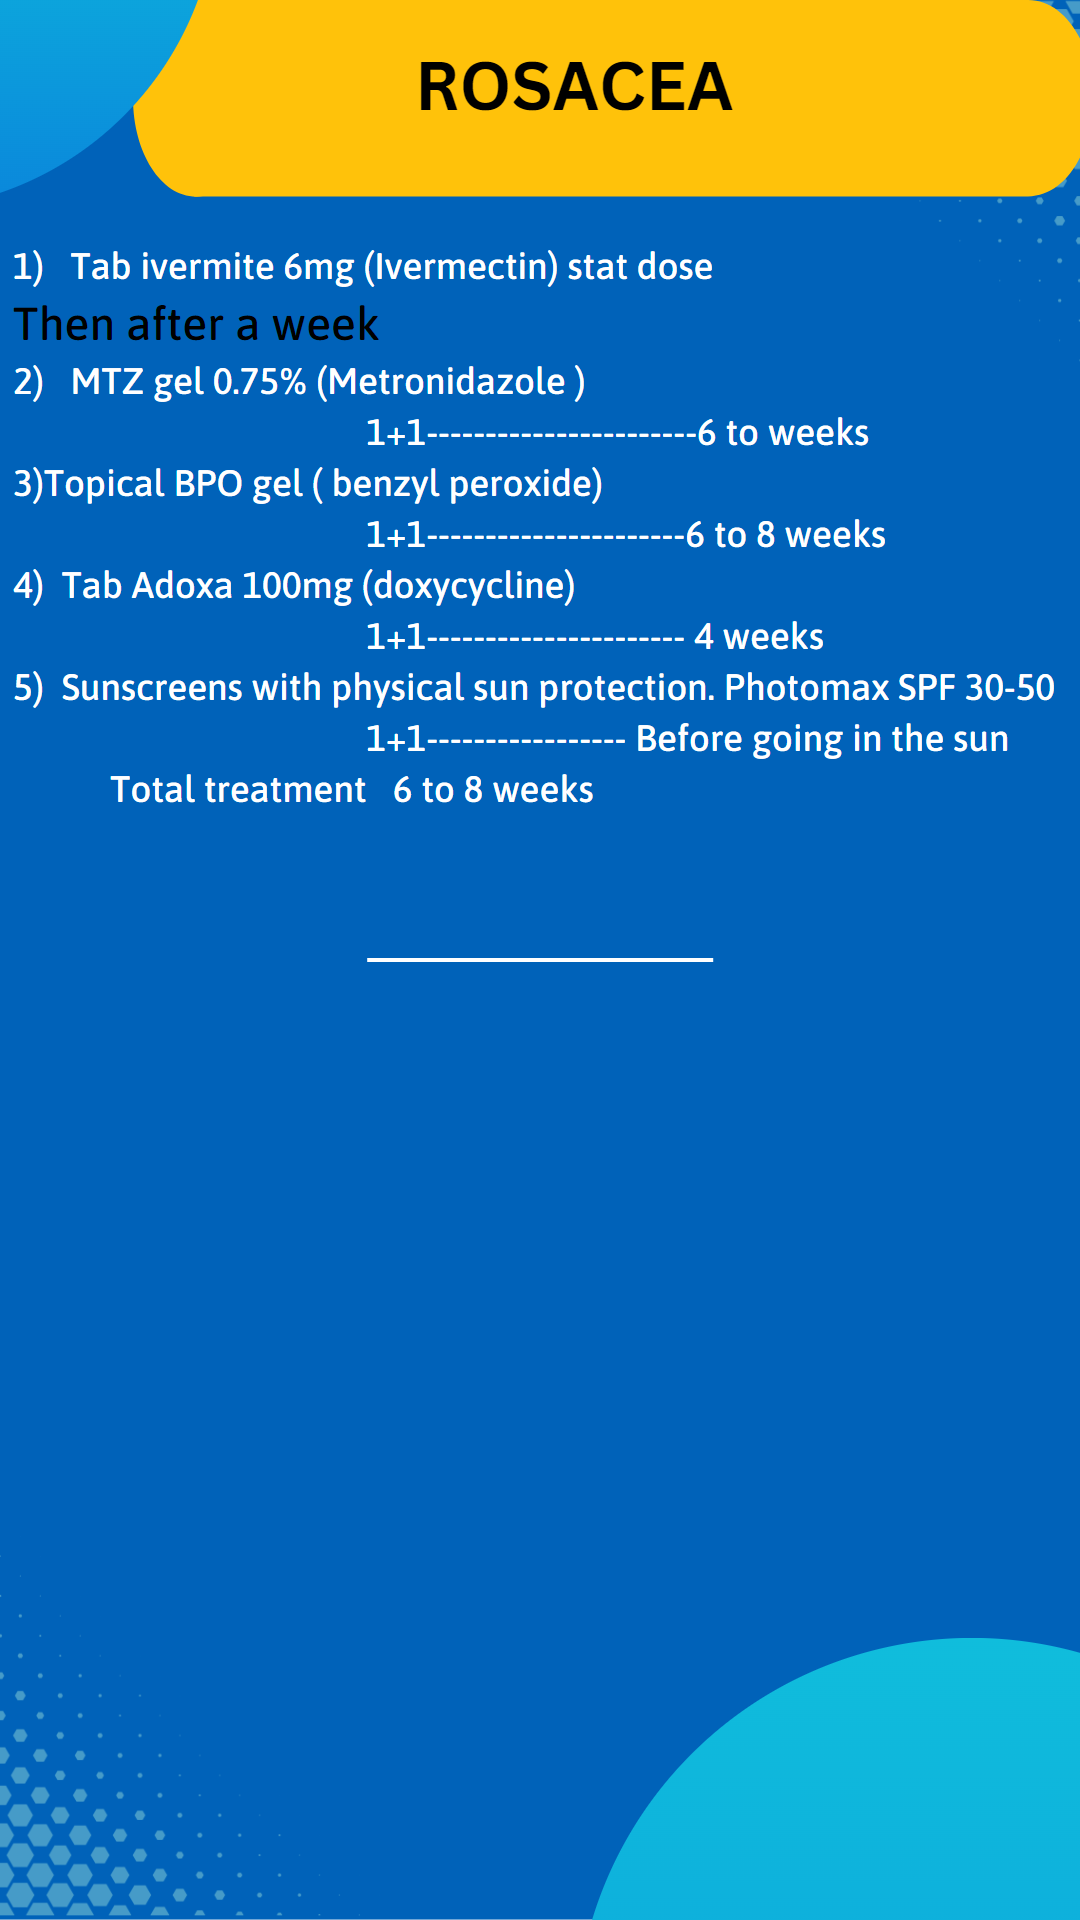 ROSACEA
1) Tab ivermite 6mg (Ivermectin) stat dose
Then after a week
2) MTZ gel 0.75% (Metronidazole )
1+1-----------------------6 to weeks
3)Topical BPO gel ( benzyl peroxide)
1+1----------------------6 to 8 weeks
4) Tab Adoxa 100mg (doxycycline)
1+1---------------------- 4 weeks
5) Sunscreens with physical sun protection. Photomax SPF 30-50
1+1----------------- Before going in the sun
Total treatment 6 to 8 weeks